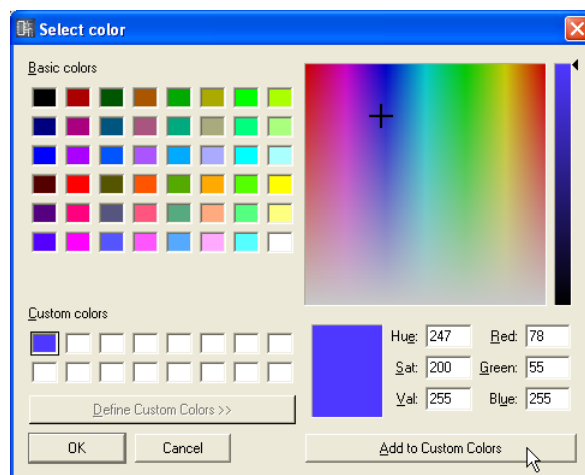 Select color
Basic colors
Custom colors
Define Custom Colors >>
OK
Cancel
Hue: 247
Red: 78
Sat: 200
Green: 55
Val: 255
Blue: 255
Add to Custom Colors